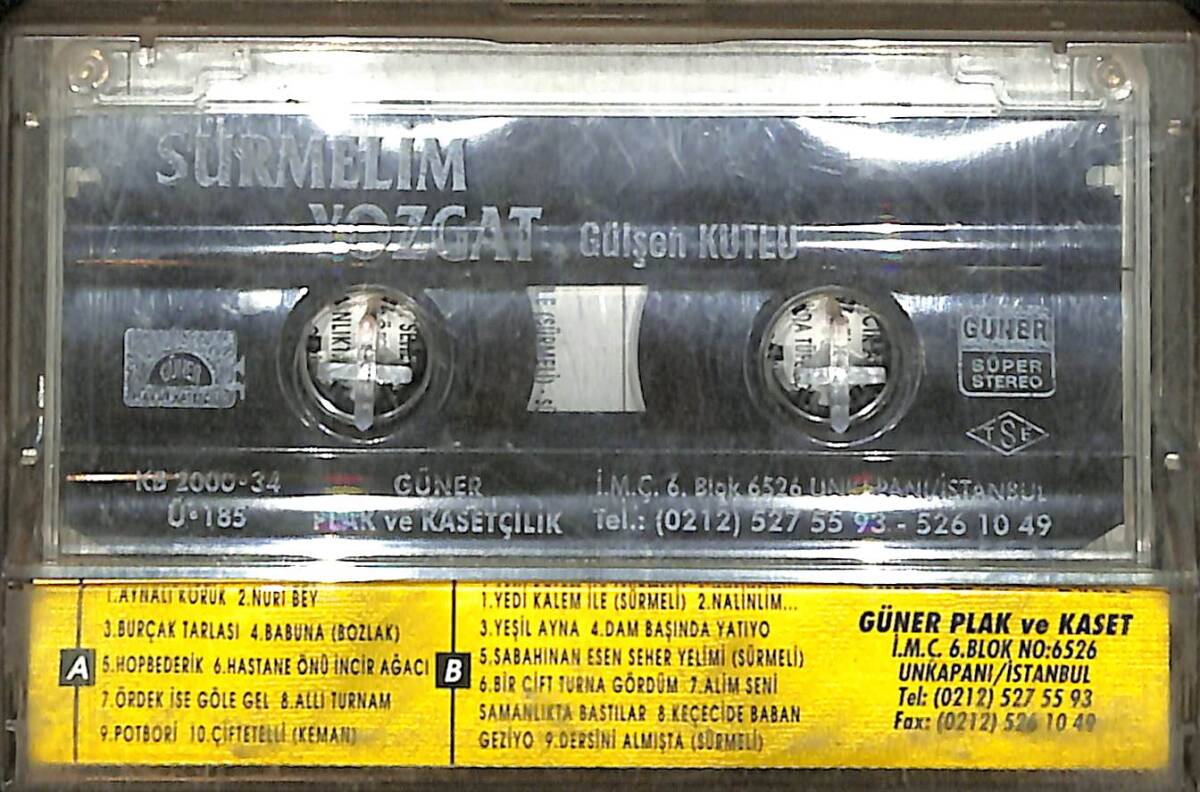 SÜRMELİM
YOZGAT Gülşen KUTLU
GÜNER
SÜPER
STEREO
TSE
KB 2000-34 GÜNER İ.M.Ç. 6. Blok 6526 UNKAPANI/İSTANBUL
Ü-185 PLAK ve KASETÇİLİK Tel.: (0212) 527 55 93 - 526 10 49
A
1.AYNALI KÖRÜK 2.NURİ BEY
3.BURÇAK TARLASI 4.BABUNA (BOZLAK)
5.HOPBEDERİK 6.HASTANE ÖNÜ İNCİR AĞACI
7.ÖRDEK İSE GÖLE GEL 8.ALLI TURNAM
9.POTBORİ 10.ÇİFTETELLİ (KEMAN)
B
1.YEDİ KALEM İLE (SÜRMELİ) 2.NALİNLİM...
3.YEŞİL AYNA 4.DAM BAŞINDA YATIYO
5.SABAHINAN ESEN SEHER YELİMİ (SÜRMELİ)
6.BİR ÇİFT TURNA GÖRDÜM 7.ALİM SENİ
SAMANLIKTA BASTILAR 8.KEÇECİDE BABAN
GEZİYO 9.DERSİNİ ALMIŞTA (SÜRMELİ)
GÜNER PLAK ve KASET
İ.M.C. 6.BLOK NO:6526
UNKAPANI/İSTANBUL
Tel: (0212) 527 55 93
Fax: (0212) 526 10 49